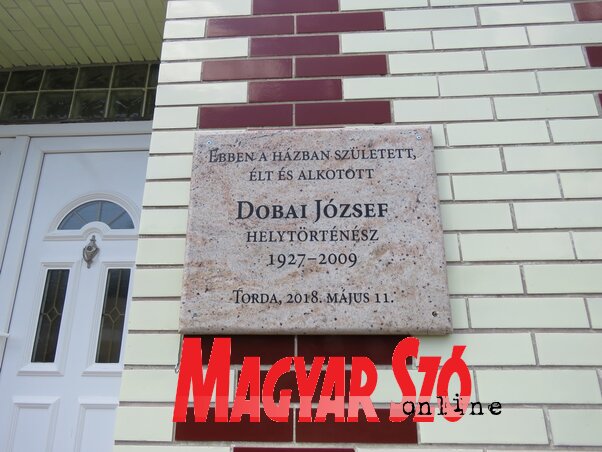 EBBEN A HÁZBAN SZÜLETETT,
ÉLT ÉS ALKOTOTT
DOBAI JÓZSEF
HELYTÖRTÉNÉSZ
1927–2009
TORDA, 2018. MÁJUS 11.
MAGYAR SZÓ
online